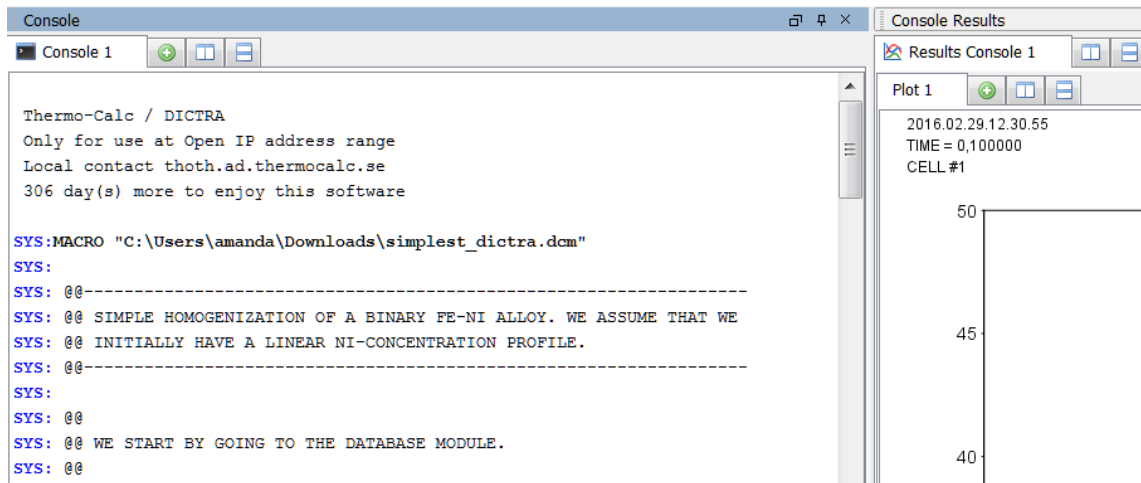 Console
Console 1
Thermo-Calc / DICTRA
Only for use at Open IP address range
Local contact thoth.ad.thermocalc.se
306 day(s) more to enjoy this software
SYS:MACRO "C:\Users\amanda\Downloads\simplest_dictra.dcm"
SYS:
SYS: @@------------------------------------------------------------------
SYS: @@ SIMPLE HOMOGENIZATION OF A BINARY FE-NI ALLOY. WE ASSUME THAT WE
SYS: @@ INITIALLY HAVE A LINEAR NI-CONCENTRATION PROFILE.
SYS: @@------------------------------------------------------------------
SYS:
SYS: @@
SYS: @@ WE START BY GOING TO THE DATABASE MODULE.
SYS: @@
Console Results
Results Console 1
Plot 1
2016.02.29.12.30.55
TIME = 0,100000
CELL #1
50
45
40